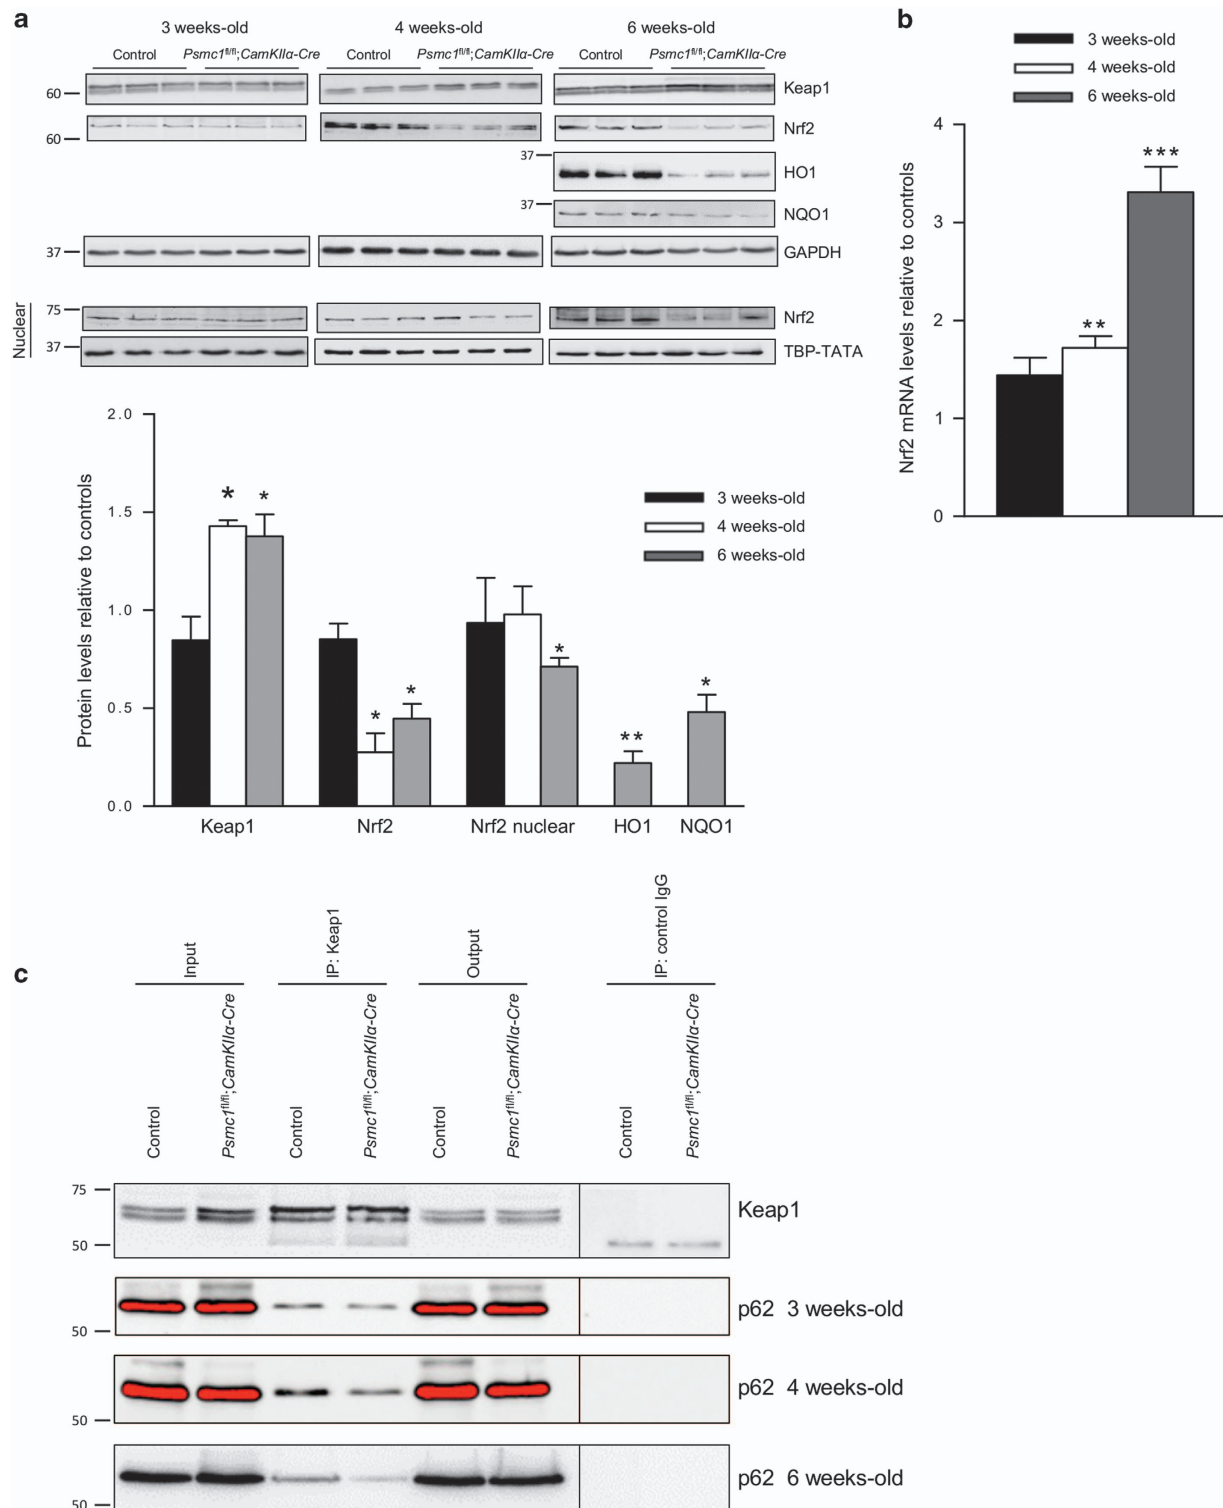 a
3 weeks-old 4 weeks-old 6 weeks-old
Control Psmc1fl/fl;CamKIIα-Cre Control Psmc1fl/fl;CamKIIα-Cre Control Psmc1fl/fl;CamKIIα-Cre
60 Keap1
60 Nrf2
37 HO1
37 NQO1
37 GAPDH
Nuclear
75 Nrf2
37 TBP-TATA
Protein levels relative to controls
2.0
1.5
1.0
0.5
0.0
* *
* *
*
**
*
3 weeks-old
4 weeks-old
6 weeks-old
Keap1 Nrf2 Nrf2 nuclear HO1 NQO1
b
3 weeks-old
4 weeks-old
6 weeks-old
Nrf2 mRNA levels relative to controls
4
3
2
1
0
**
***
c
Input IP: Keap1 Output IP: control IgG
Control Psmc1fl/fl;CamKIIα-Cre Control Psmc1fl/fl;CamKIIα-Cre Control Psmc1fl/fl;CamKIIα-Cre Control Psmc1fl/fl;CamKIIα-Cre
75
50
Keap1
50
p62 3 weeks-old
50
p62 4 weeks-old
50
p62 6 weeks-old